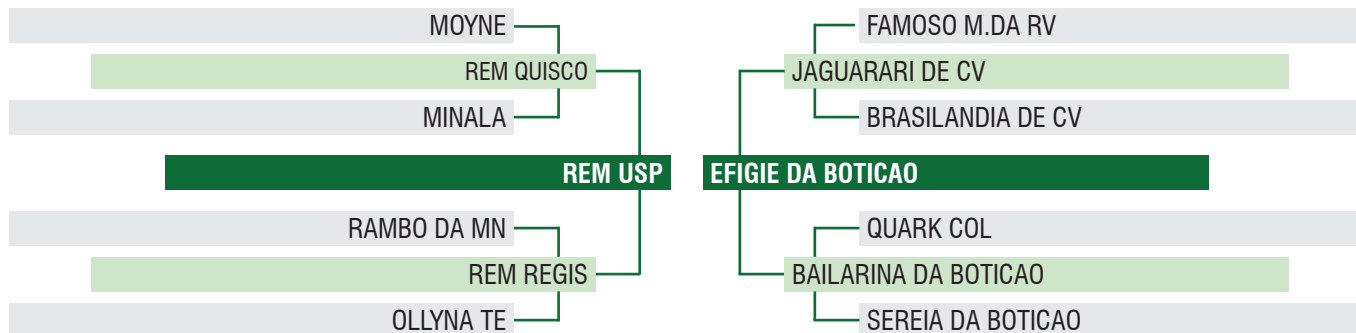 MOYNE
REM QUISCO
MINALA
REM USP
RAMBO DA MN
REM REGIS
OLLYNA TE
FAMOSO M.DA RV
JAGUARARI DE CV
BRASILANDIA DE CV
EFIGIE DA BOTICAO
QUARK COL
BAILARINA DA BOTICAO
SEREIA DA BOTICAO